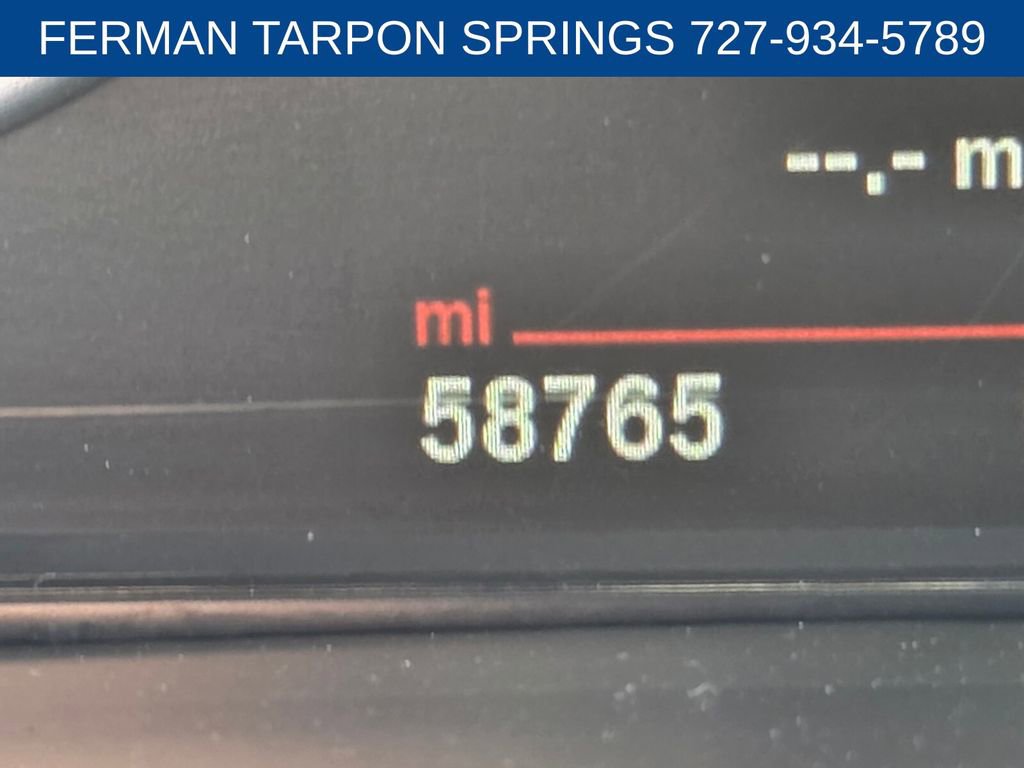 FERMAN TARPON SPRINGS 727-934-5789
--.- m
mi
58765